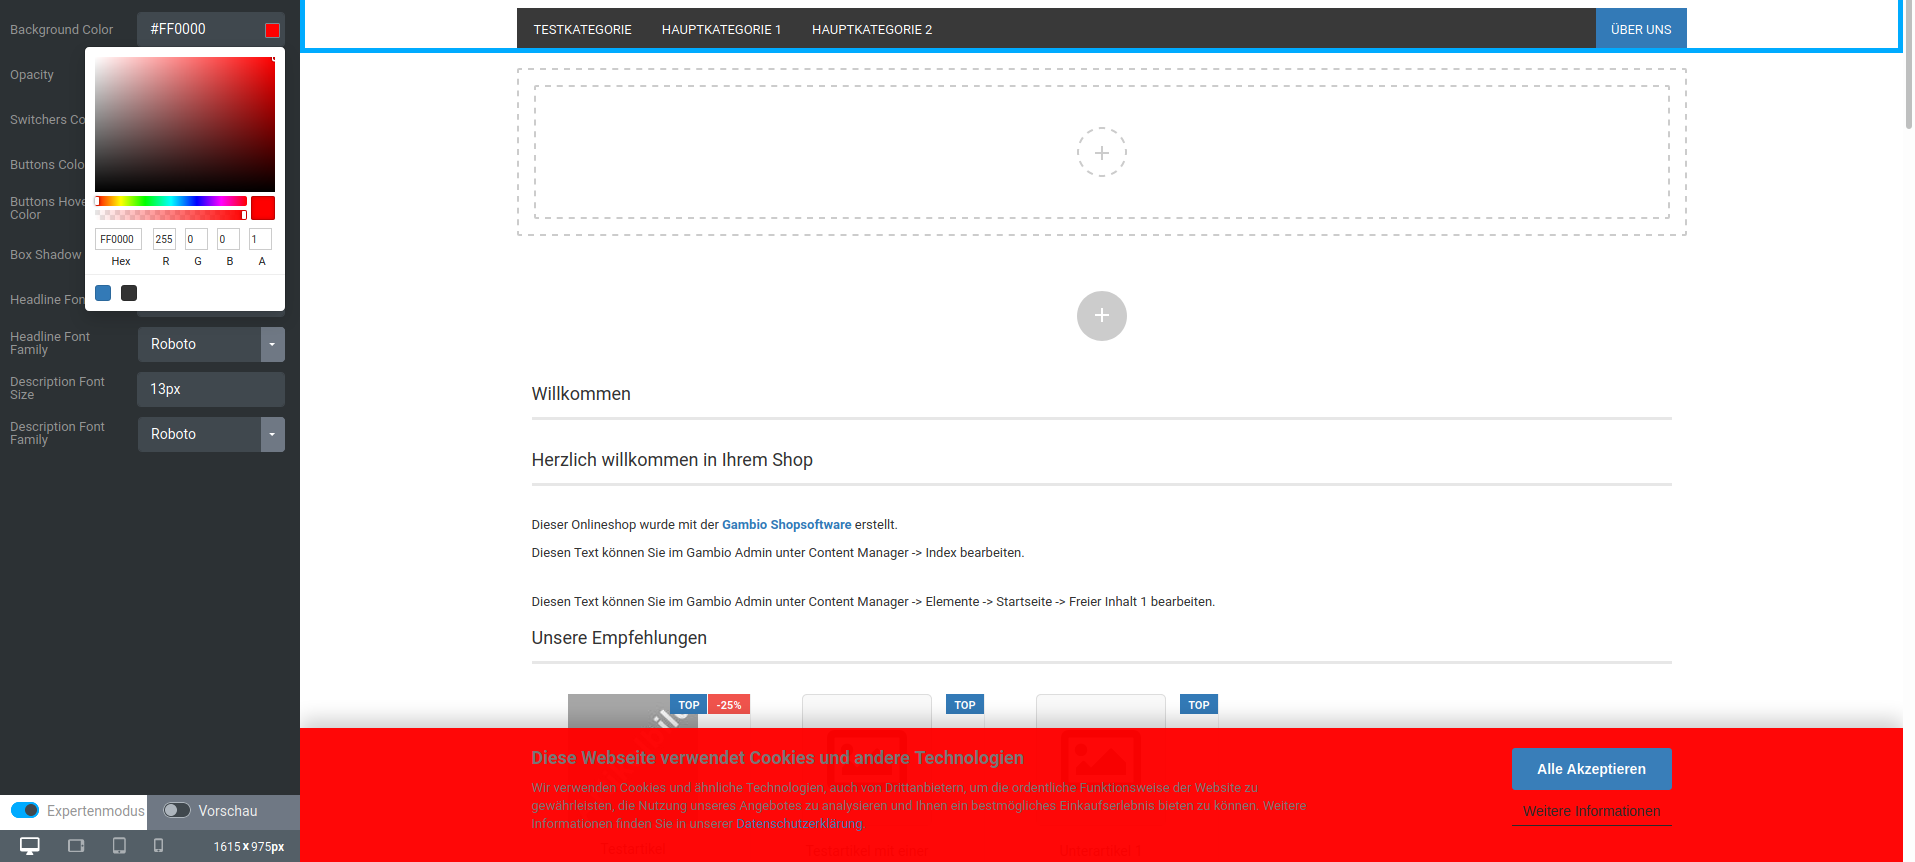 Background Color
#FF0000
Opacity
Switchers Co
Buttons Colo
Buttons Hove
Color
Box Shadow
Headline Fon
FF0000
255
0
0
1
Hex
R
G
B
A
Headline Font
Family
Roboto
Description Font
Size
13px
Description Font
Family
Roboto
Expertenmodus
Vorschau
1615 x 975px
TESTKATEGORIE
HAUPTKATEGORIE 1
HAUPTKATEGORIE 2
ÜBER UNS
Willkommen
Herzlich willkommen in Ihrem Shop
Dieser Onlineshop wurde mit der Gambio Shopsoftware erstellt.
Diesen Text können Sie im Gambio Admin unter Content Manager -> Index bearbeiten.
Diesen Text können Sie im Gambio Admin unter Content Manager -> Elemente -> Startseite -> Freier Inhalt 1 bearbeiten.
Unsere Empfehlungen
TOP
-25%
TOP
TOP
Diese Webseite verwendet Cookies und andere Technologien
Wir verwenden Cookies und ähnliche Technologien, auch von Drittanbietern, um die ordentliche Funktionsweise der Website zu
gewährleisten, die Nutzung unseres Angebotes zu analysieren und Ihnen ein bestmögliches Einkaufserlebnis bieten zu können. Weitere
Informationen finden Sie in unserer Datenschutzerklärung.
Alle Akzeptieren
Weitere Informationen